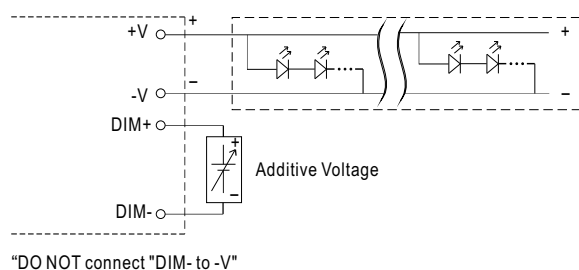 +V +
-V –
DIM+
DIM-
+
–
Additive Voltage
+
–
“DO NOT connect "DIM- to -V"